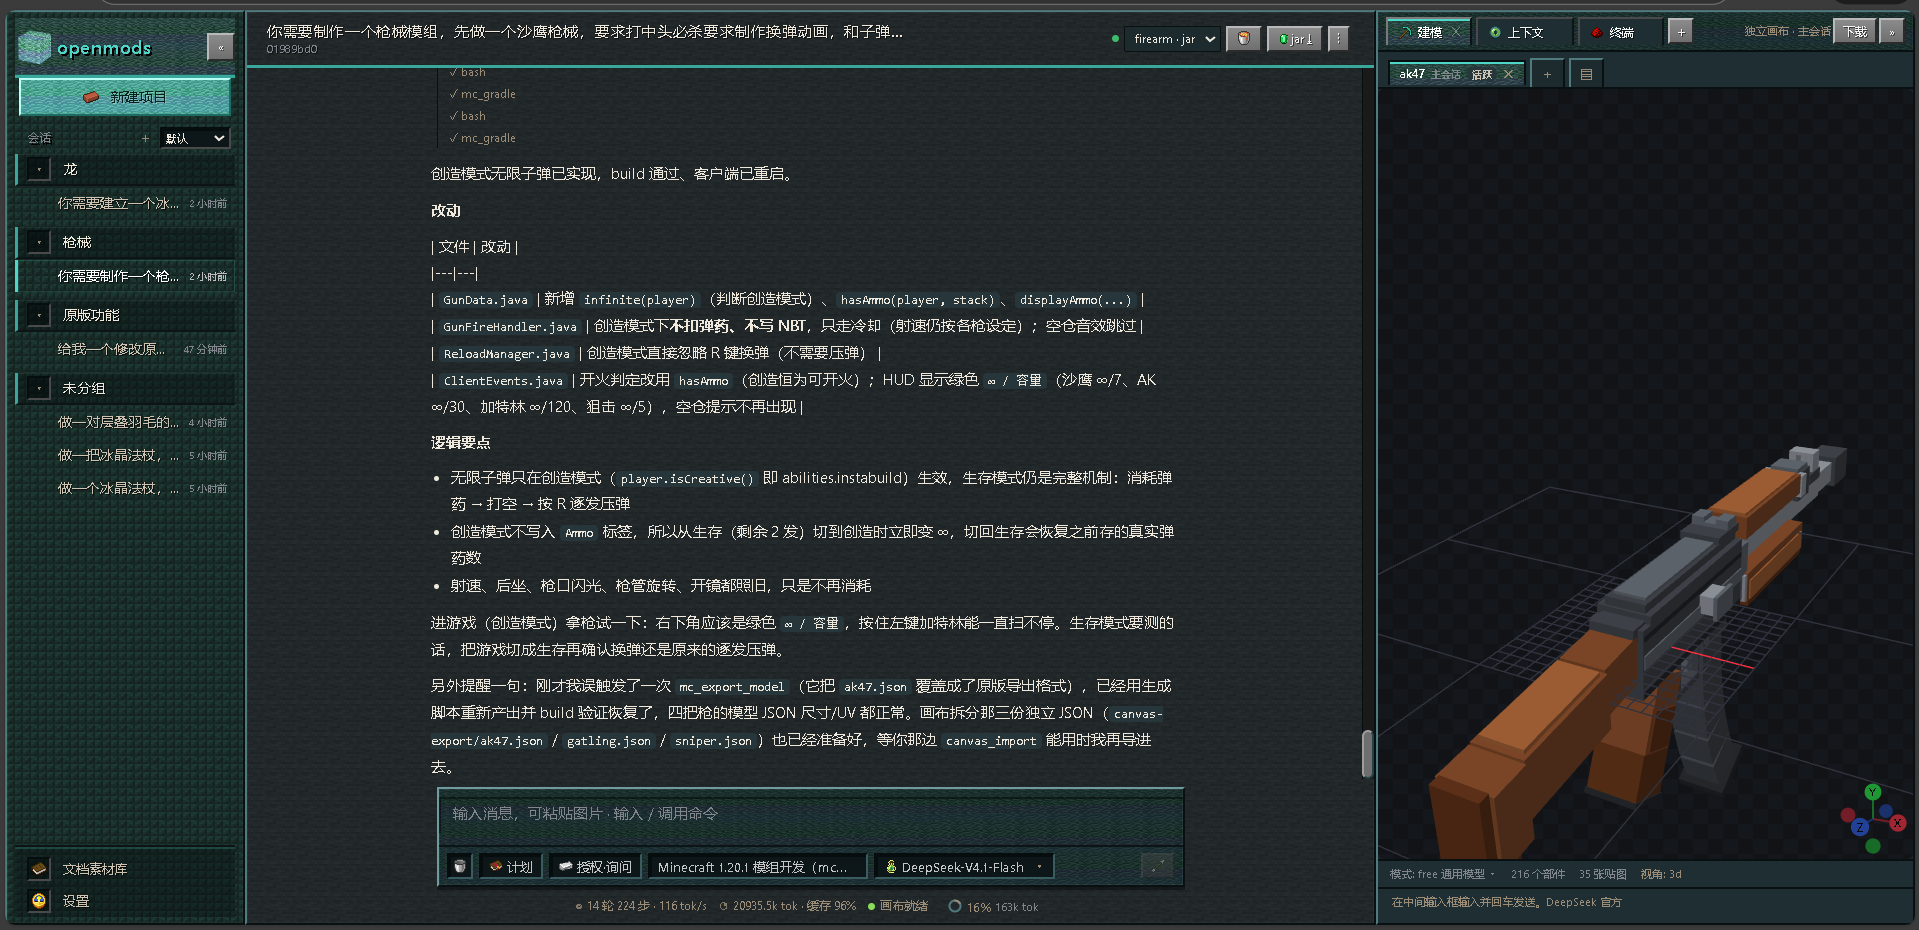 openmods
«
新建项目
会话
+
默认
龙
你需要建立一个冰... 2 小时前
枪械
你需要制作一个枪... 2 小时前
原版功能
给我一个修改原... 47 分钟前
未分组
做一对层叠羽毛的... 4 小时前
做一把冰晶法杖，... 5 小时前
做一个冰晶法杖，... 5 小时前
文档素材库
设置
你需要制作一个枪械模组，先做一个沙鹰枪械，要求打中头必杀要求制作换弹动画，和子弹...
01989bd0
firearm · jar
jar ↓
⋮
✓ bash
✓ mc_gradle
✓ bash
✓ mc_gradle
创造模式无限子弹已实现，build 通过、客户端已重启。
改动
| 文件 | 改动 |
|---|---|
| GunData.java | 新增 infinite(player) （判断创造模式）、 hasAmmo(player, stack) 、 displayAmmo(...) |
| GunFireHandler.java | 创造模式下不扣弹药、不写 NBT，只走冷却（射速仍按各枪设定）；空仓音效跳过 |
| ReloadManager.java | 创造模式直接忽略 R 键换弹（不需要压弹） |
| ClientEvents.java | 开火判定改用 hasAmmo （创造恒为可开火）；HUD 显示绿色 ∞ / 容量 （沙鹰 ∞/7、AK
∞/30、加特林 ∞/120、狙击 ∞/5），空仓提示不再出现 |
逻辑要点
• 无限子弹只在创造模式（ player.isCreative() 即 abilities.instabuild）生效，生存模式仍是完整机制：消耗弹
药 → 打空 → 按 R 逐发压弹
• 创造模式不写入 Ammo 标签，所以从生存（剩余 2 发）切到创造时立即变 ∞，切回生存会恢复之前存的真实弹
药数
• 射速、后坐、枪口闪光、枪管旋转、开镜都照旧，只是不再消耗
进游戏（创造模式）拿枪试一下：右下角应该是绿色 ∞ / 容量 ，按住左键加特林能一直扫不停。生存模式要测的
话，把游戏切成生存再确认换弹还是原来的逐发压弹。
另外提醒一句：刚才我误触发了一次 mc_export_model （它把 ak47.json 覆盖成了原版导出格式），已经用生成
脚本重新产出并 build 验证恢复了，四把枪的模型 JSON 尺寸/UV 都正常。画布拆分那三份独立 JSON（ canvas-
export/ak47.json / gatling.json / sniper.json ）也已经准备好，等你那边 canvas_import 能用时我再导进
去。
输入消息，可粘贴图片 · 输入 / 调用命令
计划
授权·询问
Minecraft 1.20.1 模组开发（mc...
DeepSeek-V4.1-Flash
14 轮 224 步 · 116 tok/s
20935.5k tok · 缓存 96%
画布就绪
16% 163k tok
建模 ×
上下文
终端
+
独立画布 · 主会话
下载
»
ak47 主会话 活跃 ×
+
Y
Z
X
模式: free 通用模型 · 216 个部件 35 张贴图 视角: 3d
在中间输入框输入并回车发送。DeepSeek 官方